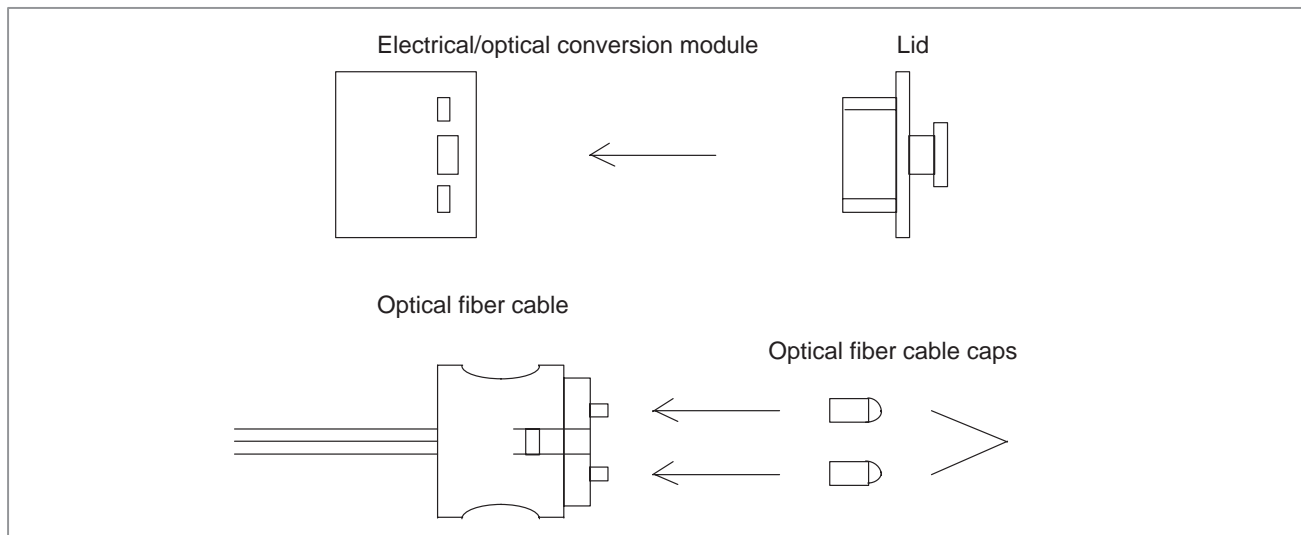 Electrical/optical conversion module
Lid
Optical fiber cable
Optical fiber cable caps